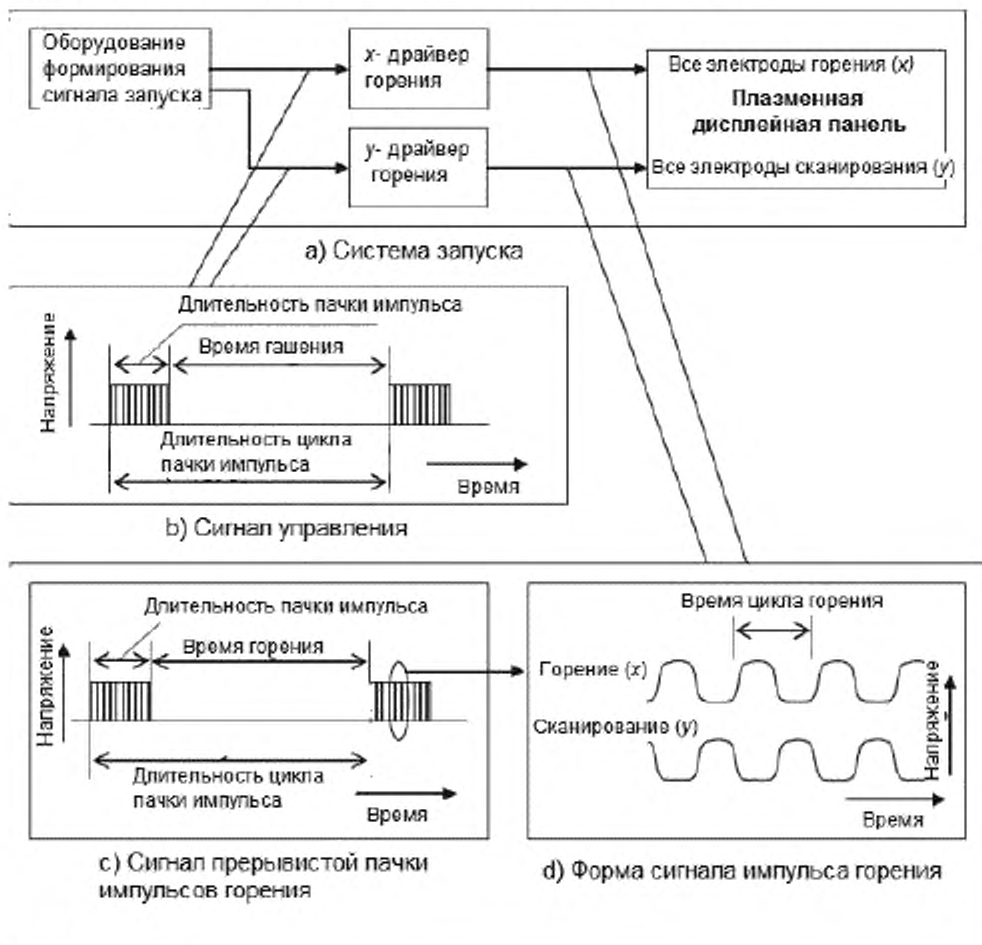 Оборудование
формирования
сигнала запуска
x- драйвер
горения
y- драйвер
горения
Все электроды горения (x)
Плазменная
дисплейная панель
Все электроды сканирования (y)
a) Система запуска
Длительность пачки импульса
Время гашения
Напряжение
Длительность цикла
пачки импульса
Время
b) Сигнал управления
Длительность пачки импульса
Время горения
Напряжение
Длительность цикла
пачки импульса
Время
c) Сигнал прерывистой пачки
импульсов горения
Время цикла горения
Горение (x)
Сканирование (y)
Напряжение
Время
d) Форма сигнала импульса горения